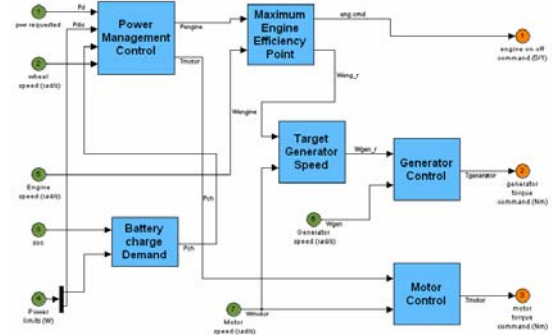 1
Pd
pwr requested
Pdis
Power
Management
Control
Pengine
Tmotor
Maximum
Engine
Efficiency
Point
eng cmd
1
engine on off
command (0/1)
2
wheel
speed (rad/s)
Weng_r
Wengine
Target
Generator
Speed
Wgen_r
Generator
Control
Tgenerator
2
generator
torque
command (Nm)
5
Engine
speed (rad/s)
Pch
6
Wgen
Generator
speed (rad/s)
3
soc
Battery
charge
Demand
Pch
4
Power
limits (W)
7
Wmotor
Motor
speed (rad/s)
Motor
Control
Tmotor
3
motor
torque
command (Nm)